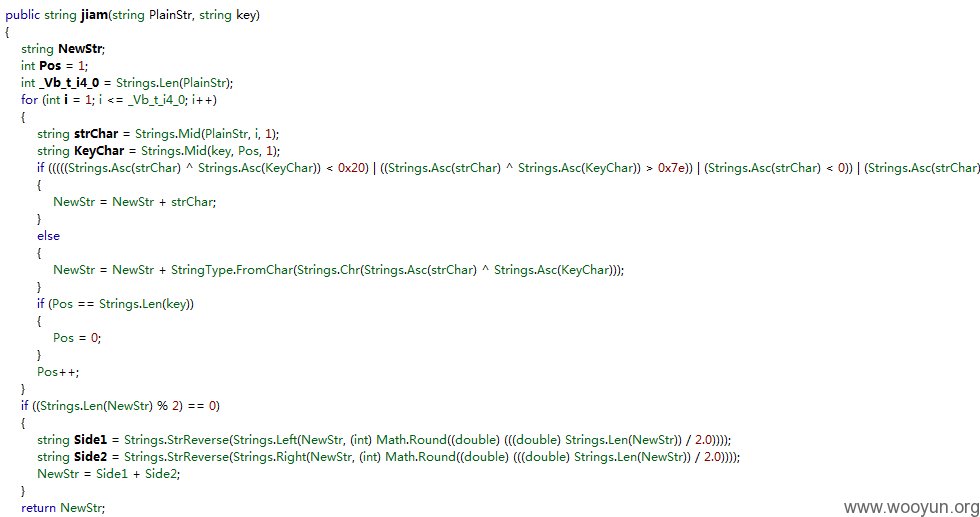 public string jiam(string PlainStr, string key)
{
string NewStr;
int Pos = 1;
int _Vb_t_i4_0 = Strings.Len(PlainStr);
for (int i = 1; i <= _Vb_t_i4_0; i++)
{
string strChar = Strings.Mid(PlainStr, i, 1);
string KeyChar = Strings.Mid(key, Pos, 1);
if (((((Strings.Asc(strChar) ^ Strings.Asc(KeyChar)) < 0x20) | ((Strings.Asc(strChar) ^ Strings.Asc(KeyChar)) > 0x7e)) | (Strings.Asc(strChar) < 0)) | (Strings.Asc(strChar)
{
NewStr = NewStr + strChar;
}
else
{
NewStr = NewStr + StringType.FromChar(Strings.Chr(Strings.Asc(strChar) ^ Strings.Asc(KeyChar)));
}
if (Pos == Strings.Len(key))
{
Pos = 0;
}
Pos++;
}
if ((Strings.Len(NewStr) % 2) == 0)
{
string Side1 = Strings.StrReverse(Strings.Left(NewStr, (int) Math.Round((double) (((double) Strings.Len(NewStr)) / 2.0))));
string Side2 = Strings.StrReverse(Strings.Right(NewStr, (int) Math.Round((double) (((double) Strings.Len(NewStr)) / 2.0))));
NewStr = Side1 + Side2;
}
return NewStr;
www.wooyun.org